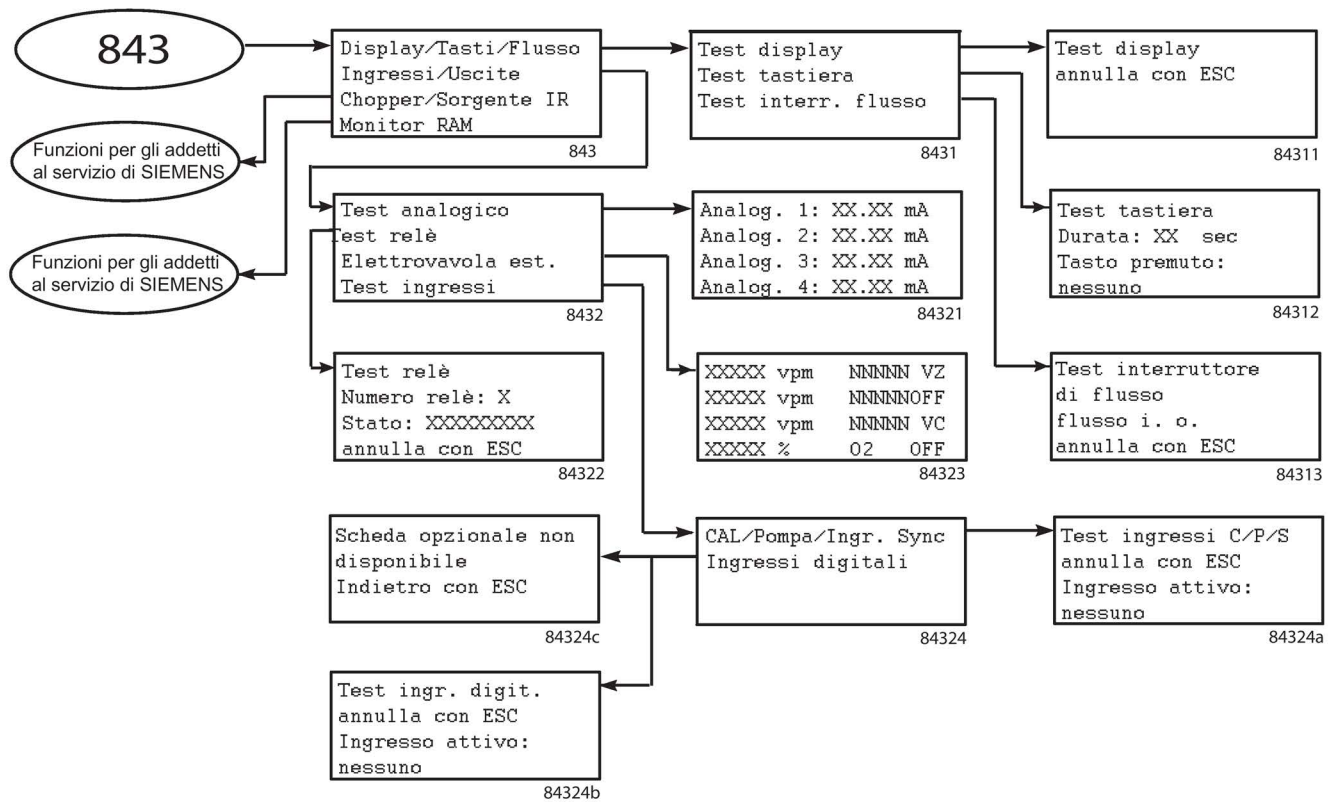 843
Display/Tasti/Flusso
Ingressi/Uscite
Chopper/Sorgente IR
Monitor RAM
843
Test display
Test tastiera
Test interr. flusso
8431
Test display
annulla con ESC
84311
Funzioni per gli addetti
al servizio di SIEMENS
Funzioni per gli addetti
al servizio di SIEMENS
Test analogico
Test relè
Elettrovavola est.
Test ingressi
8432
Analog. 1: XX.XX mA
Analog. 2: XX.XX mA
Analog. 3: XX.XX mA
Analog. 4: XX.XX mA
84321
Test tastiera
Durata: XX sec
Tasto premuto:
nessuno
84312
Test relè
Numero relè: X
Stato: XXXXXXXXX
annulla con ESC
84322
XXXXX vpm NNNNN VZ
XXXXX vpm NNNNNOFF
XXXXX vpm NNNNN VC
XXXXX % O2 OFF
84323
Test interruttore
di flusso
flusso i. o.
annulla con ESC
84313
Scheda opzionale non
disponibile
Indietro con ESC
84324c
CAL/Pompa/Ingr. Sync
Ingressi digitali
84324
Test ingressi C/P/S
annulla con ESC
Ingresso attivo:
nessuno
84324a
Test ingr. digit.
annulla con ESC
Ingresso attivo:
nessuno
84324b